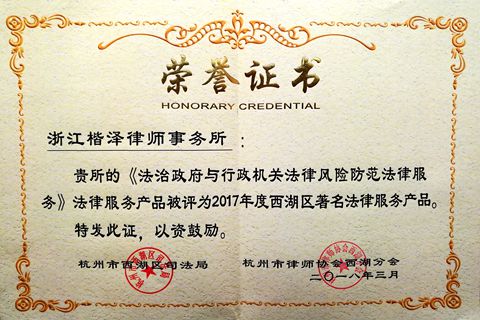 荣誉证书
HONORARY CREDENTIAL
浙江楷泽律师事务所：
贵所的《法治政府与行政机关法律风险防范法律服
务》法律服务产品被评为2017年度西湖区著名法律服务产品。
特发此证，以资鼓励。
杭州市西湖区司法局 杭州市律师协会西湖分会
二〇一八年三月